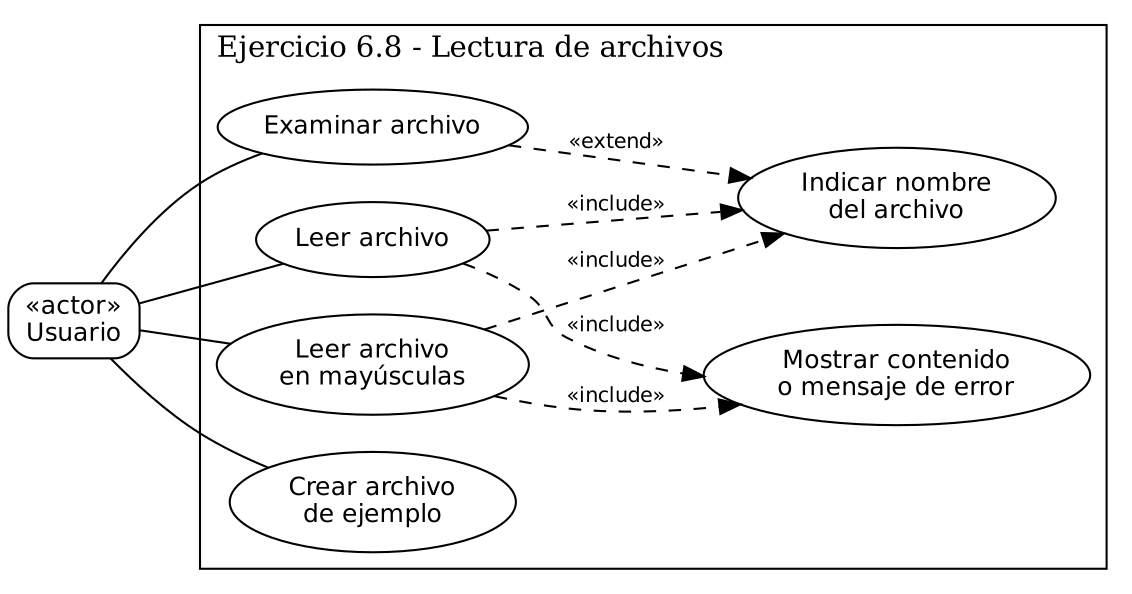 Ejercicio 6.8 - Lectura de archivos
Examinar archivo
«extend»
Indicar nombre
del archivo
«include»
Leer archivo
«include»
«actor»
Usuario
«include»
Leer archivo
en mayúsculas
Mostrar contenido
o mensaje de error
«include»
Crear archivo
de ejemplo